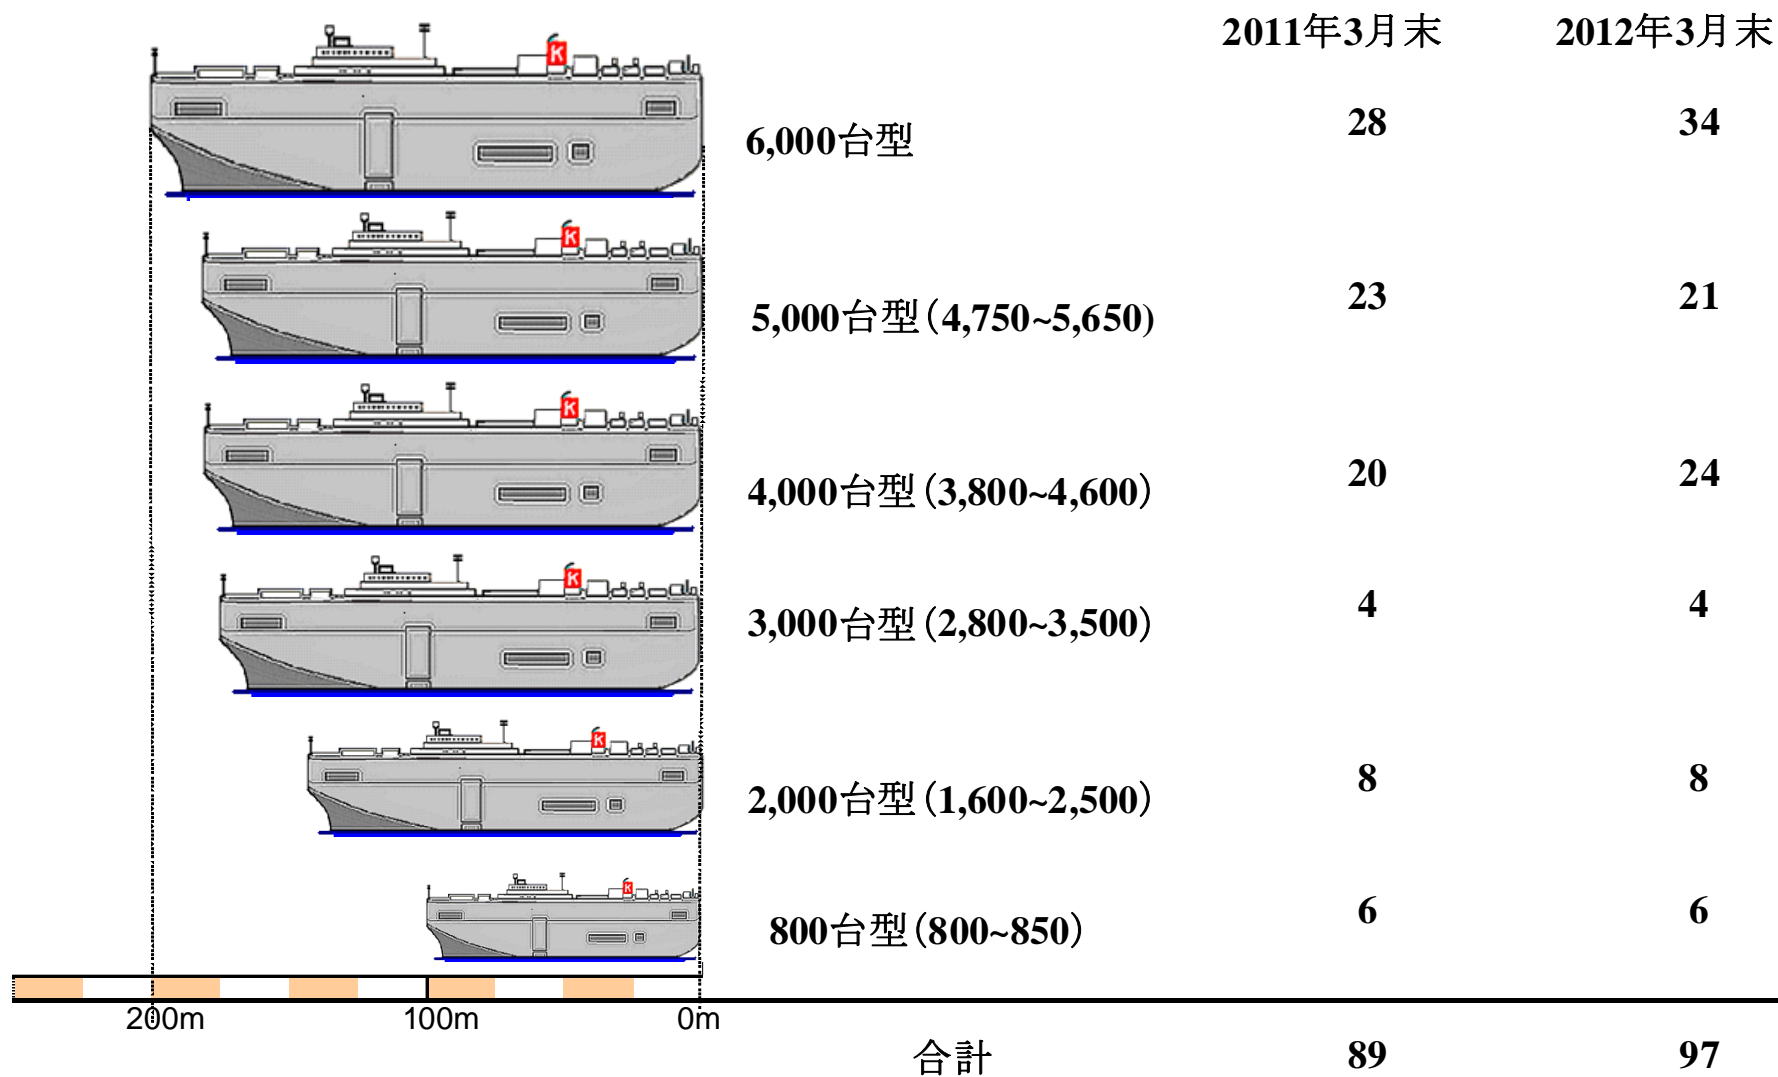 2011年3月末 2012年3月末
K
6,000台型 28 34
K
5,000台型(4,750~5,650) 23 21
K
4,000台型(3,800~4,600) 20 24
K
3,000台型(2,800~3,500) 4 4
K
2,000台型(1,600~2,500) 8 8
K
800台型(800~850) 6 6
200m 100m 0m
合計 89 97